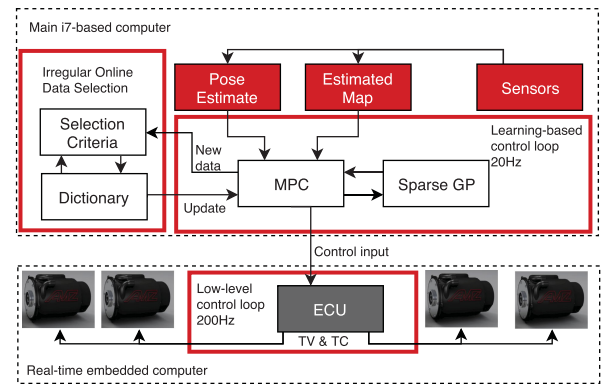 Main i7-based computer
Irregular Online
Data Selection
Pose
Estimate
Estimated
Map
Sensors
Selection
Criteria
New
data
Learning-based
control loop
20Hz
MPC
Sparse GP
Dictionary
Update
Control input
Low-level
control loop
200Hz
ECU
TV & TC
Real-time embedded computer